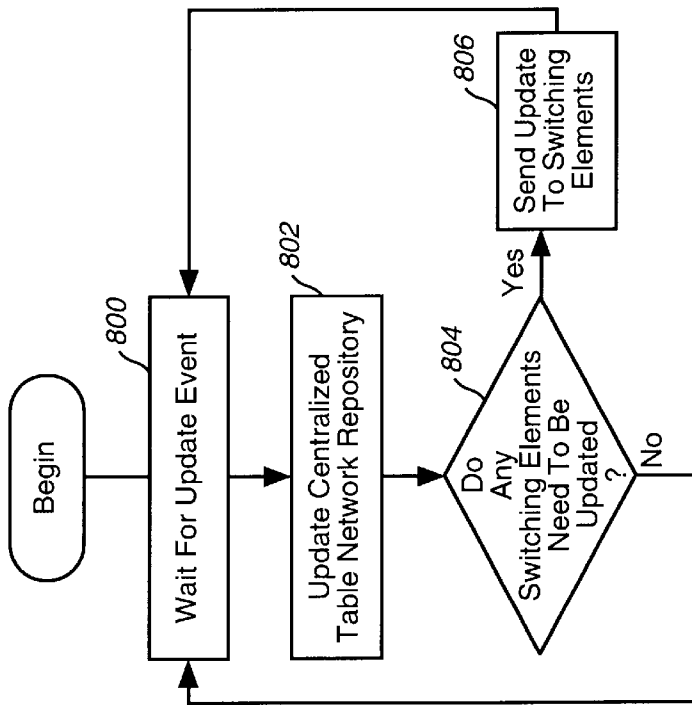 Begin
800
Wait For Update Event
802
Update Centralized
Table Network Repository
804
Do
Any
Switching Elements
Need To Be
Updated
?
Yes
No
806
Send Update
To Switching
Elements